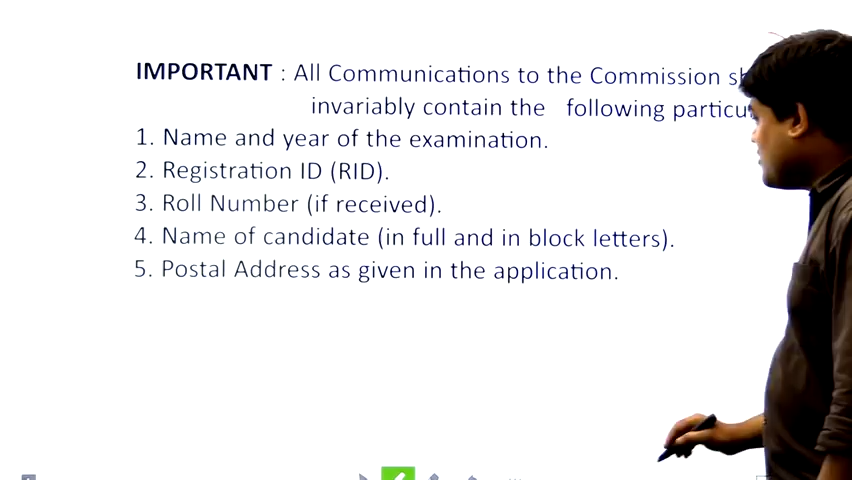 IMPORTANT : All Communications to the Commission
invariably contain the following
1. Name and year of the examination.
2. Registration ID (RID).
3. Roll Number (if received).
4. Name of candidate (in full and in block letters).
5. Postal Address as given in the application.